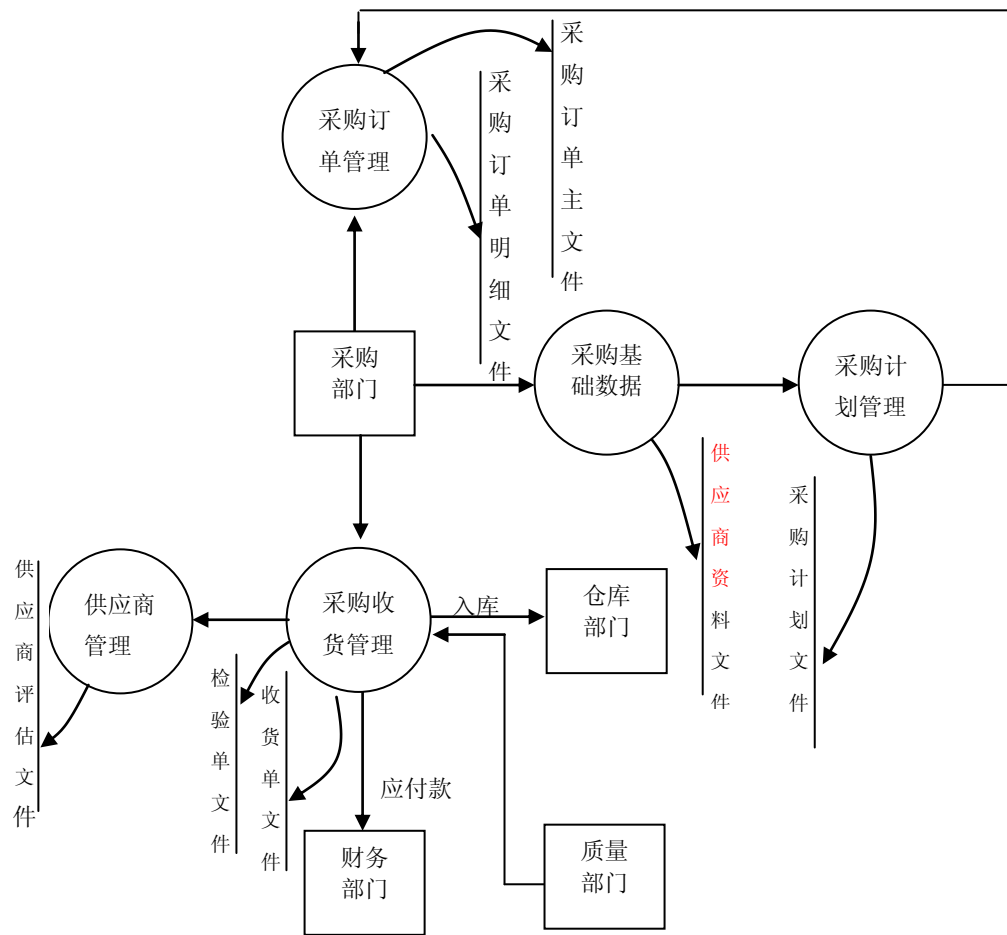 采购订
单管理
采购订单主文件
采购订单明细文件
采购
部门
采购基
础数据
采购计
划管理
供应商资料文件
采购计划文件
供应商评估文件
供应商
管理
采购收
货管理
入库
仓库
部门
检验单文件
收货单文件
应付款
财务
部门
质量
部门